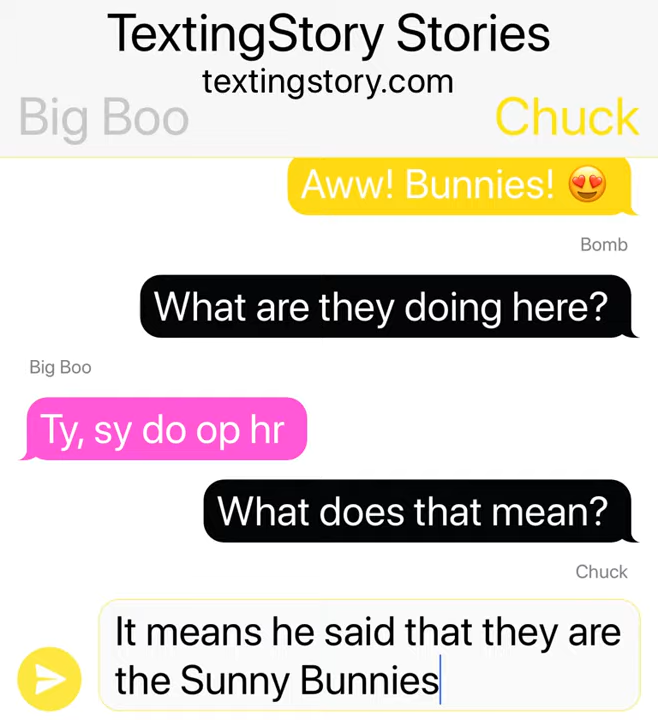 TextingStory Stories
textingstory.com
Big Boo
Chuck
Aww! Bunnies! 😍
Bomb
What are they doing here?
Big Boo
Ty, sy do op hr
What does that mean?
Chuck
It means he said that they are
the Sunny Bunnies